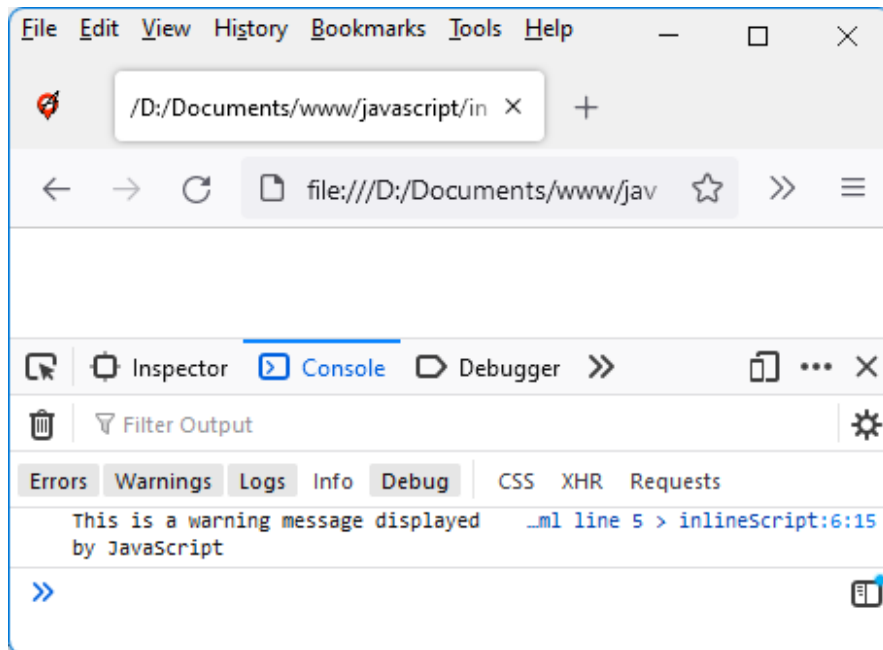 File Edit View History Bookmarks Tools Help
/D:/Documents/www/javascript/in
file:///D:/Documents/www/jav
Inspector Console Debugger
Filter Output
Errors Warnings Logs Info Debug CSS XHR Requests
This is a warning message displayed …ml line 5 > inlineScript:6:15
by JavaScript